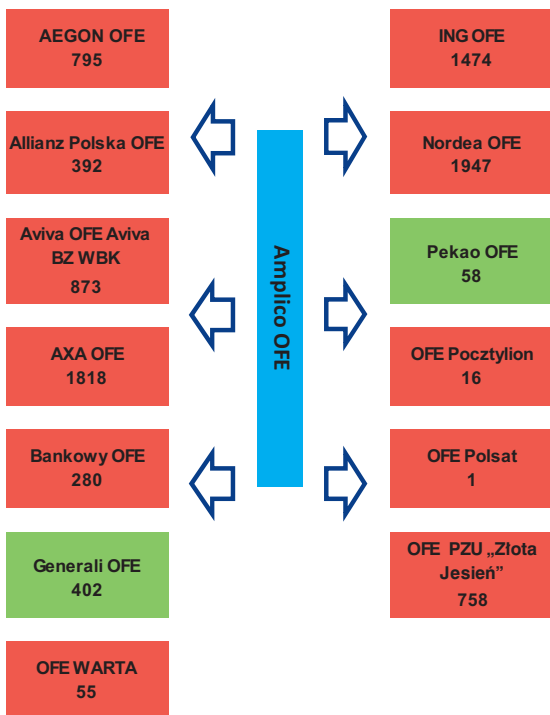 AEGON OFE
795
Allianz Polska OFE
392
Aviva OFE Aviva
BZ WBK
873
AXA OFE
1818
Bankowy OFE
280
Generali OFE
402
OFE WARTA
55
Amplico OFE
ING OFE
1474
Nordea OFE
1947
Pekao OFE
58
OFE Pocztylion
16
OFE Polsat
1
OFE PZU „Złota
Jesień”
758